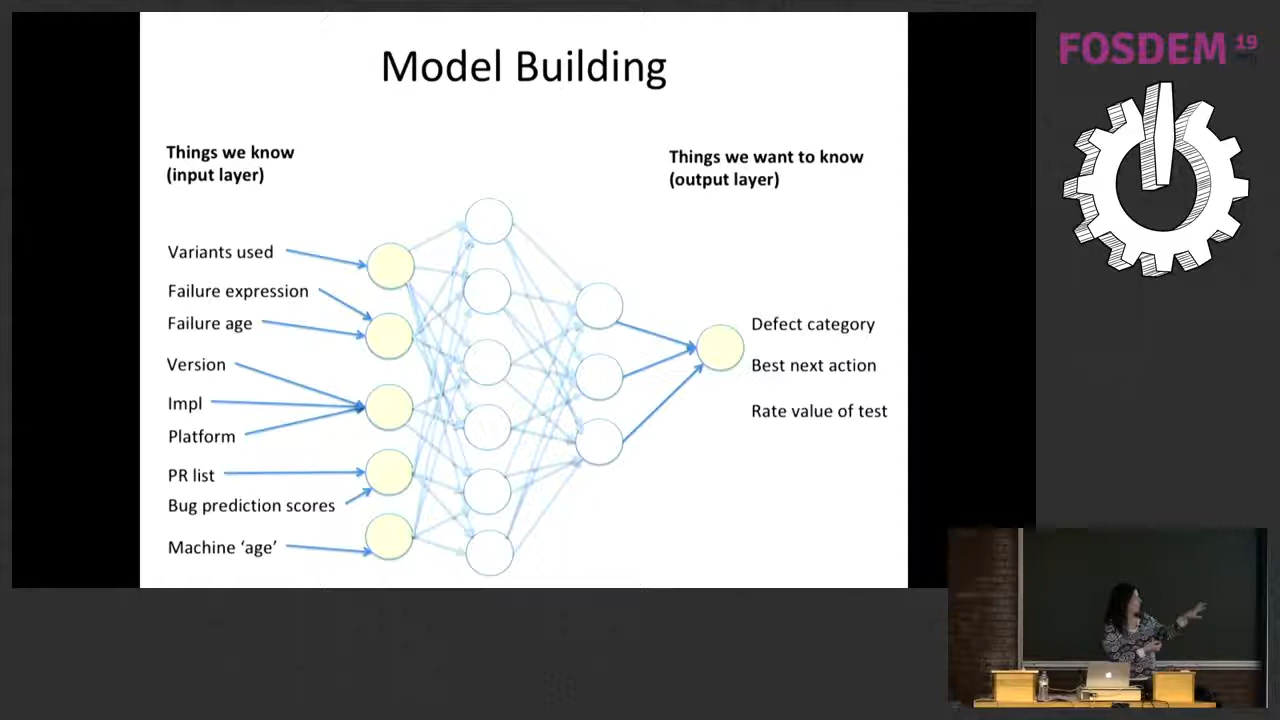 Model Building
Things we know
(input layer)
Things we want to know
(output layer)
Variants used
Failure expression
Failure age
Version
Impl
Platform
PR list
Bug prediction scores
Machine ‘age’
Defect category
Best next action
Rate value of test
FOSDEM 19